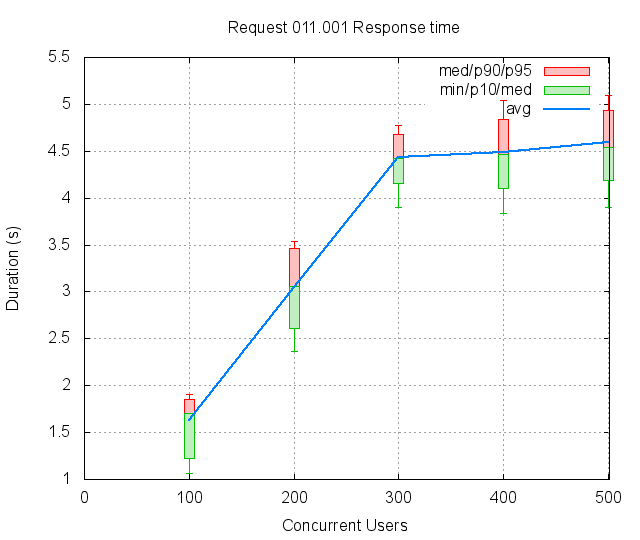 Request 011.001 Response time
med/p90/p95
min/p10/med
avg
5.5
5
4.5
4
3.5
3
2.5
2
1.5
1
Duration (s)
0 100 200 300 400 500
Concurrent Users